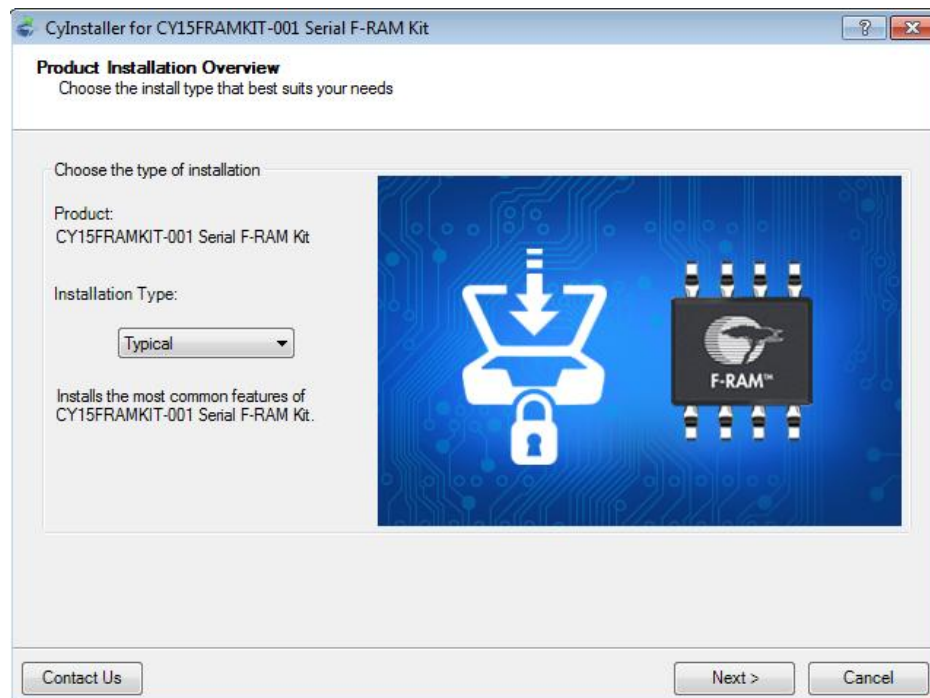 CyInstaller for CY15FRAMKIT-001 Serial F-RAM Kit
Product Installation Overview
Choose the install type that best suits your needs
Choose the type of installation
Product:
CY15FRAMKIT-001 Serial F-RAM Kit
Installation Type:
Typical
Installs the most common features of
CY15FRAMKIT-001 Serial F-RAM Kit.
F-RAM™
Contact Us
Next >
Cancel